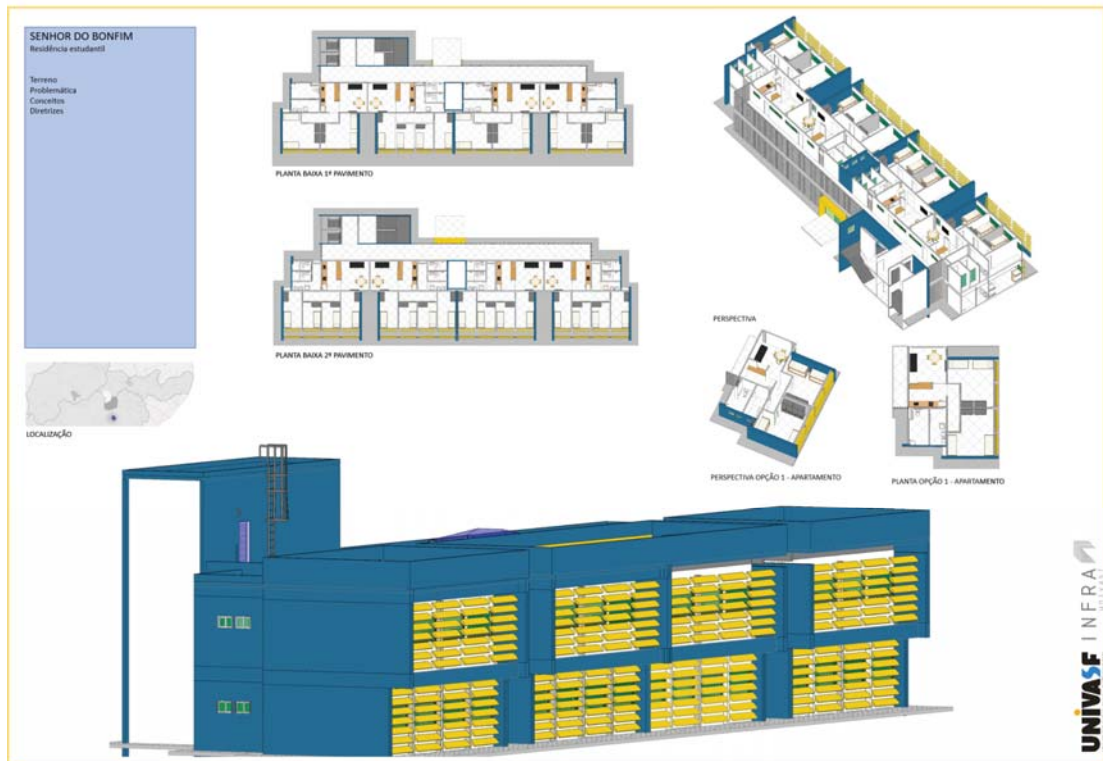 SENHOR DO BONFIM
Residência estudantil
Terreno
Problemática
Conceitos
Diretrizes
PLANTA BAIXA 1º PAVIMENTO
PLANTA BAIXA 2º PAVIMENTO
LOCALIZAÇÃO
PERSPECTIVA
PERSPECTIVA OPÇÃO 1 - APARTAMENTO
PLANTA OPÇÃO 1 - APARTAMENTO
UNIVASF INFRA
UNIVASF